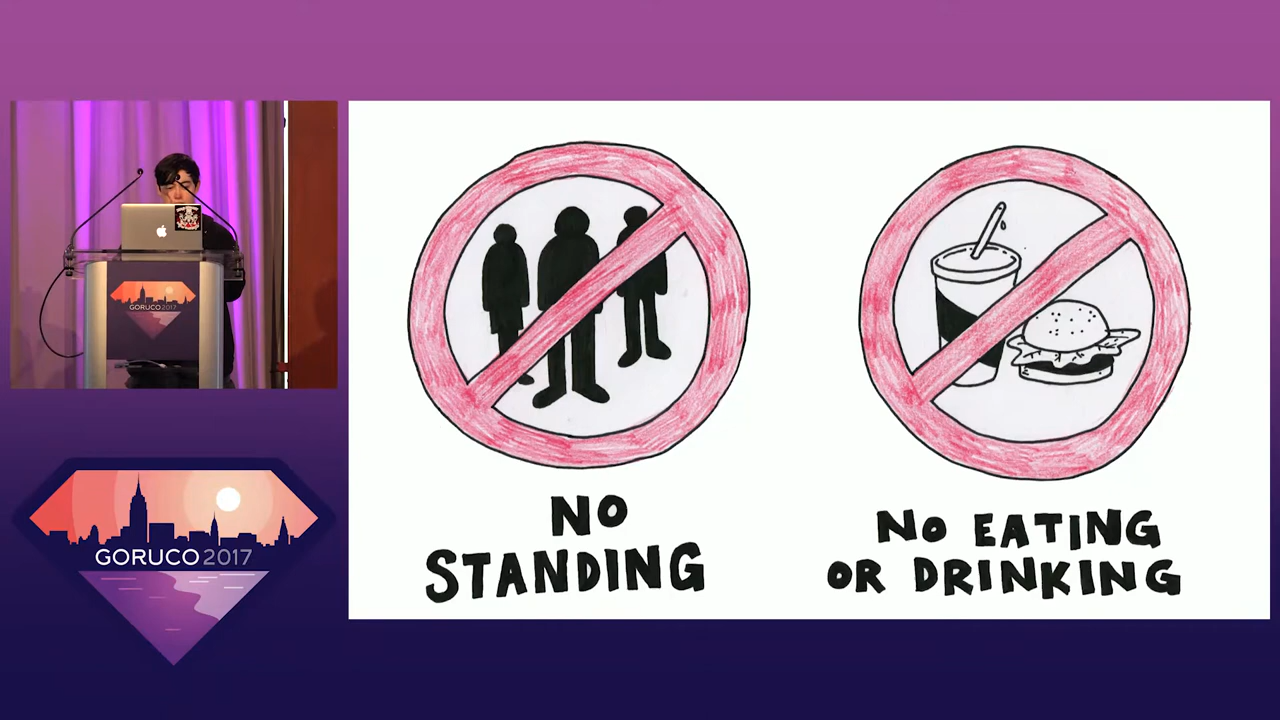 GORUCO 2017
GORUCO 2017
NO
STANDING
NO EATING
OR DRINKING